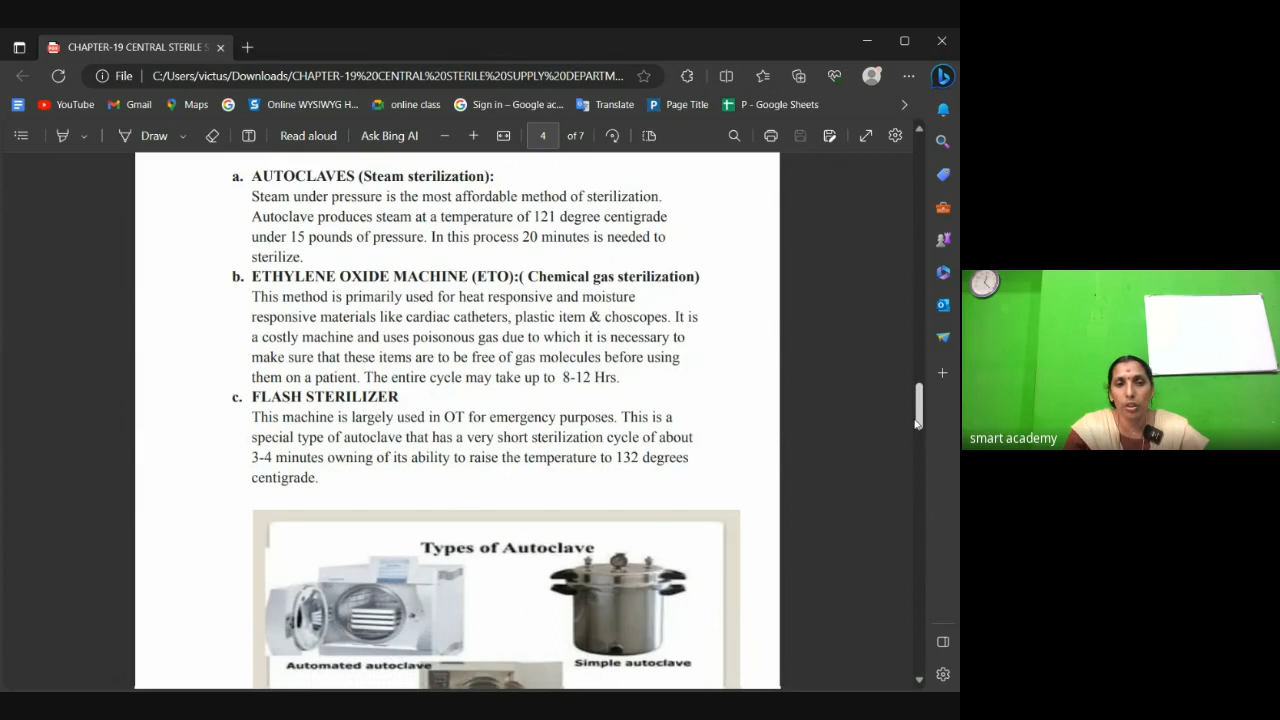 CHAPTER-19 CENTRAL STERILE S
File C:/Users/victus/Downloads/CHAPTER-19%20CENTRAL%20STERILE%20SUPPLY%20DEPARTM...
YouTube Gmail Maps Online WYSIWYG H... online class Sign in – Google ac... Translate Page Title P - Google Sheets
Draw Read aloud Ask Bing AI 4 of 7
a. AUTOCLAVES (Steam sterilization):
Steam under pressure is the most affordable method of sterilization.
Autoclave produces steam at a temperature of 121 degree centigrade
under 15 pounds of pressure. In this process 20 minutes is needed to
sterilize.
b. ETHYLENE OXIDE MACHINE (ETO):( Chemical gas sterilization)
This method is primarily used for heat responsive and moisture
responsive materials like cardiac catheters, plastic item & choscopes. It is
a costly machine and uses poisonous gas due to which it is necessary to
make sure that these items are to be free of gas molecules before using
them on a patient. The entire cycle may take up to 8-12 Hrs.
c. FLASH STERILIZER
This machine is largely used in OT for emergency purposes. This is a
special type of autoclave that has a very short sterilization cycle of about
3-4 minutes owning of its ability to raise the temperature to 132 degrees
centigrade.
Types of Autoclave
Automated autoclave
Simple autoclave
smart academy